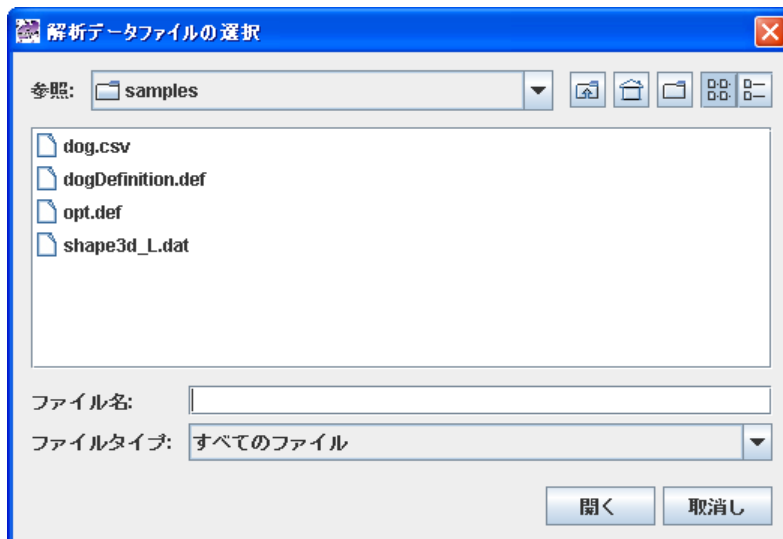 解析データファイルの選択
参照: samples
dog.csv
dogDefinition.def
opt.def
shape3d_L.dat
ファイル名:
ファイルタイプ: すべてのファイル
開く 取消し